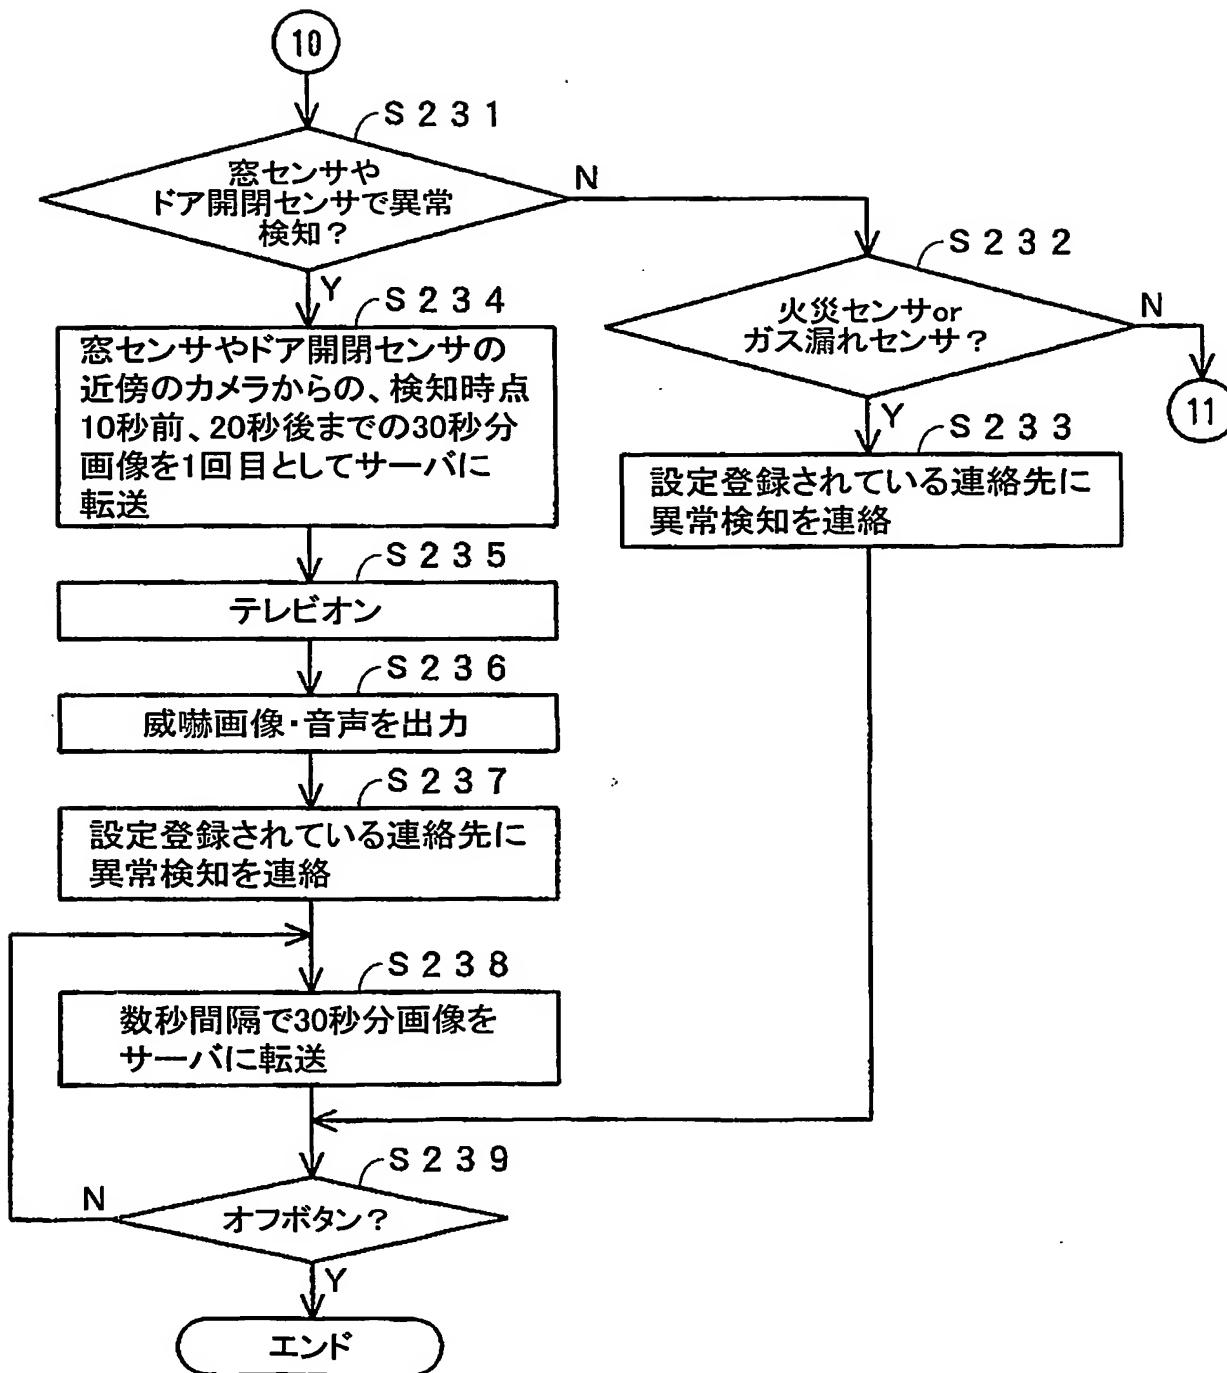 10
S231
窓センサや
ドア開閉センサで異常
検知？
N
Y
S232
火災センサor
ガス漏れセンサ？
N
11
Y
S233
設定登録されている連絡先に
異常検知を連絡
S234
窓センサやドア開閉センサの
近傍のカメラからの、検知時点
10秒前、20秒後までの30秒分
画像を1回目としてサーバに
転送
S235
テレビオン
S236
威嚇画像・音声を出力
S237
設定登録されている連絡先に
異常検知を連絡
S238
数秒間隔で30秒分画像を
サーバに転送
S239
オフボタン？
N
Y
エンド